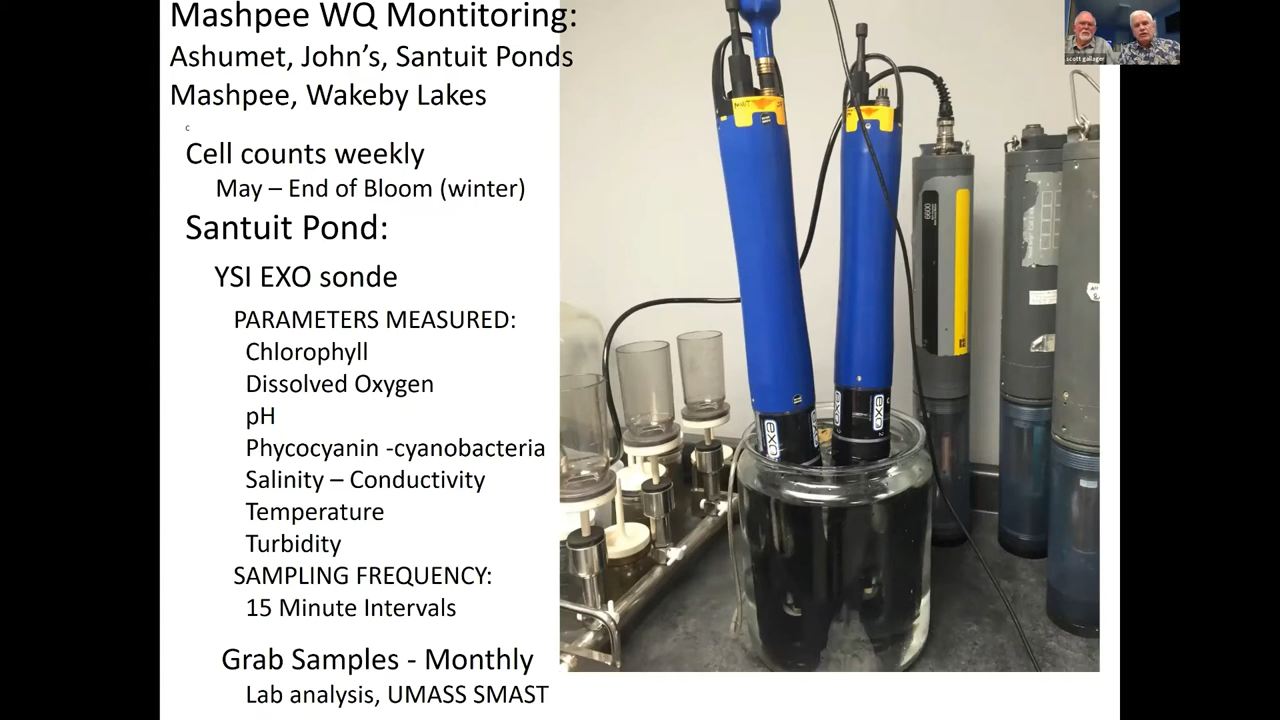 Mashpee WQ Montitoring:
Ashumet, John's, Santuit Ponds
Mashpee, Wakeby Lakes
c
Cell counts weekly
May – End of Bloom (winter)
Santuit Pond:
YSI EXO sonde
PARAMETERS MEASURED:
Chlorophyll
Dissolved Oxygen
pH
Phycocyanin -cyanobacteria
Salinity – Conductivity
Temperature
Turbidity
SAMPLING FREQUENCY:
15 Minute Intervals
Grab Samples - Monthly
Lab analysis, UMASS SMAST
scott gallager
6600
EXO
EXO
2